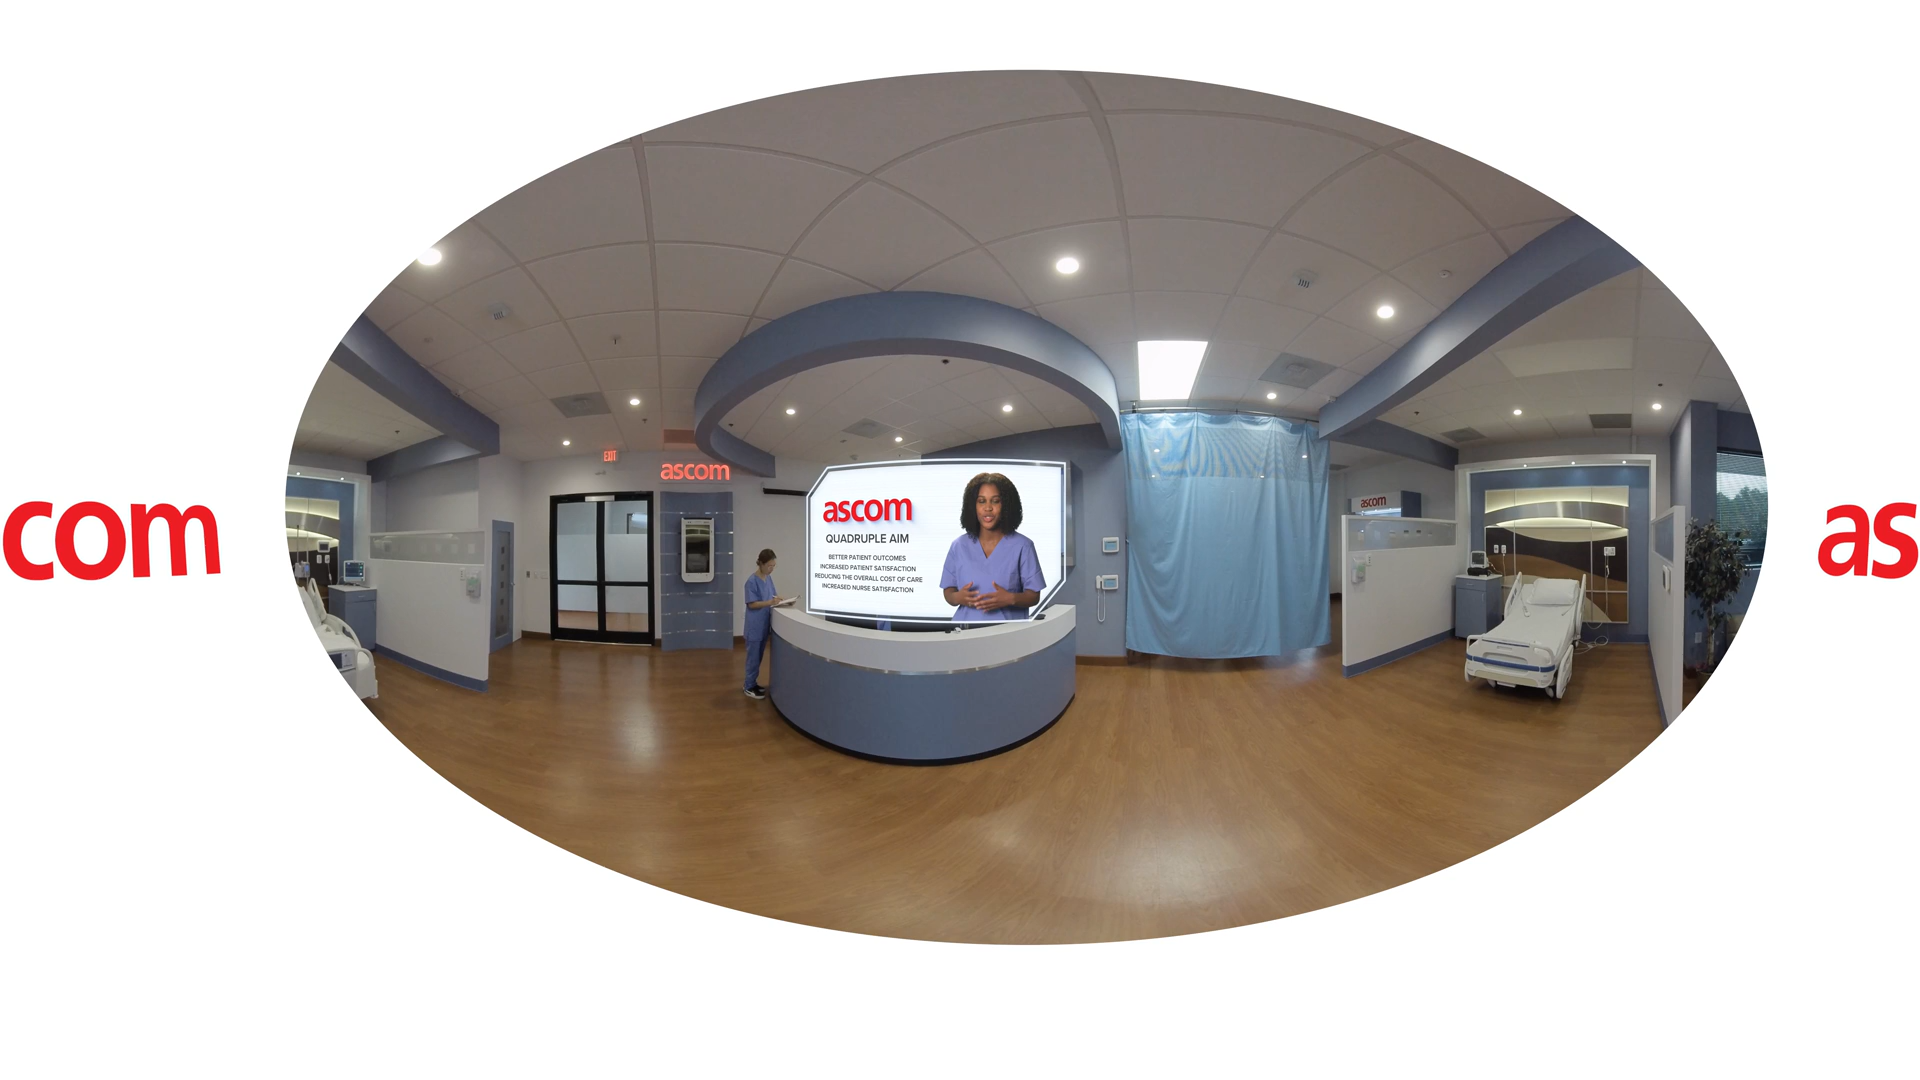 com
as
EXIT
ascom
ascom
QUADRUPLE AIM
BETTER PATIENT OUTCOMES
INCREASED PATIENT SATISFACTION
REDUCING THE OVERALL COST OF CARE
INCREASED NURSE SATISFACTION
ascom